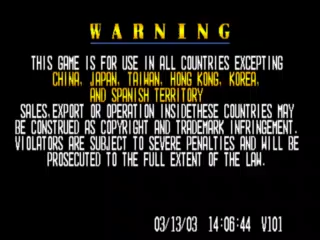 WARNING
THIS GAME IS FOR USE IN ALL COUNTRIES EXCEPTING
CHINA, JAPAN, TAIWAN, HONG KONG, KOREA,
AND SPANISH TERRITORY
SALES,EXPORT OR OPERATION INSIDETHESE COUNTRIES MAY
BE CONSTRUED AS COPYRIGHT AND TRADEMARK INFRINGEMENT.
VIOLATORS ARE SUBJECT TO SEVERE PENALTIES AND WILL BE
PROSECUTED TO THE FULL EXTENT OF THE LAW.
03/13/03 14:06:44 V101